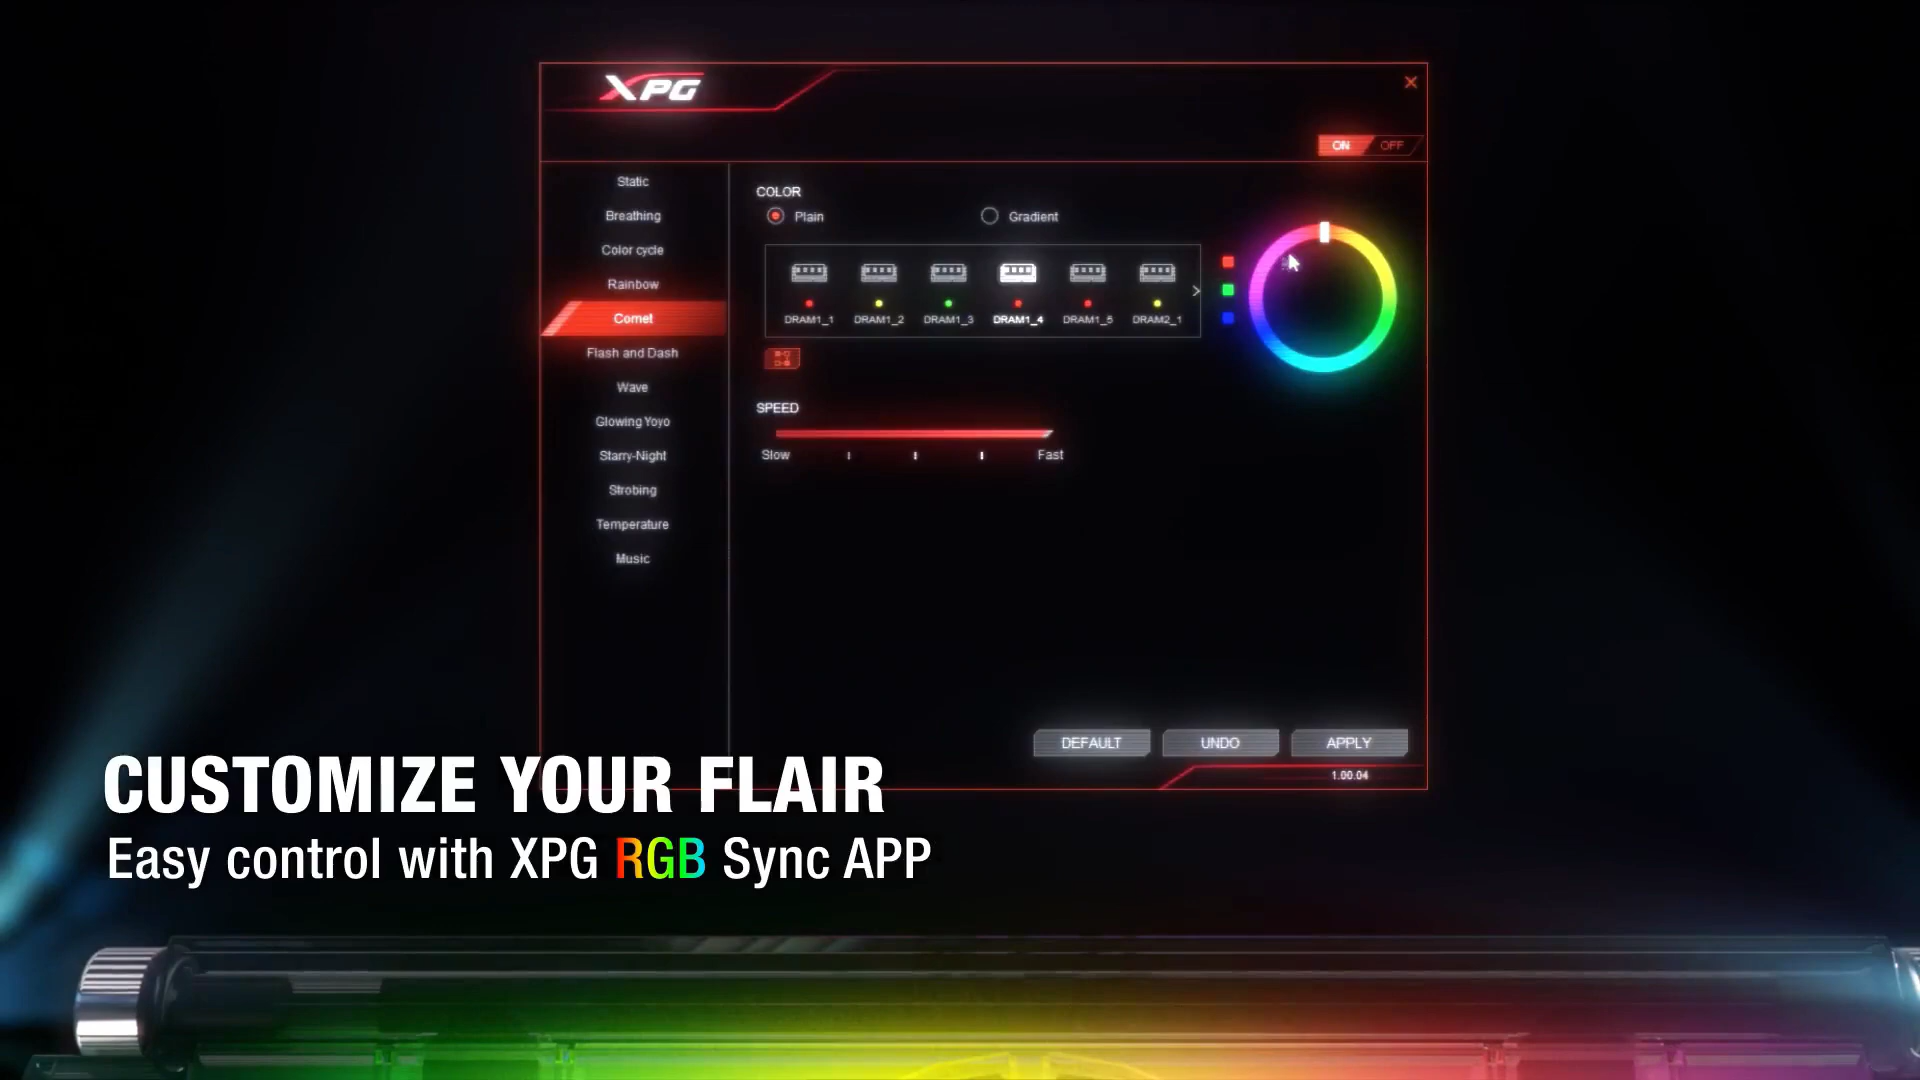 XPG
ON OFF
Static
Breathing
Color cycle
Rainbow
Comet
Flash and Dash
Wave
Glowing Yoyo
Starry-Night
Strobing
Temperature
Music
COLOR
Plain Gradient
DRAM1_1 DRAM1_2 DRAM1_3 DRAM1_4 DRAM1_5 DRAM2_1
SPEED
Slow Fast
DEFAULT UNDO APPLY
1.00.04
CUSTOMIZE YOUR FLAIR
Easy control with XPG RGB Sync APP